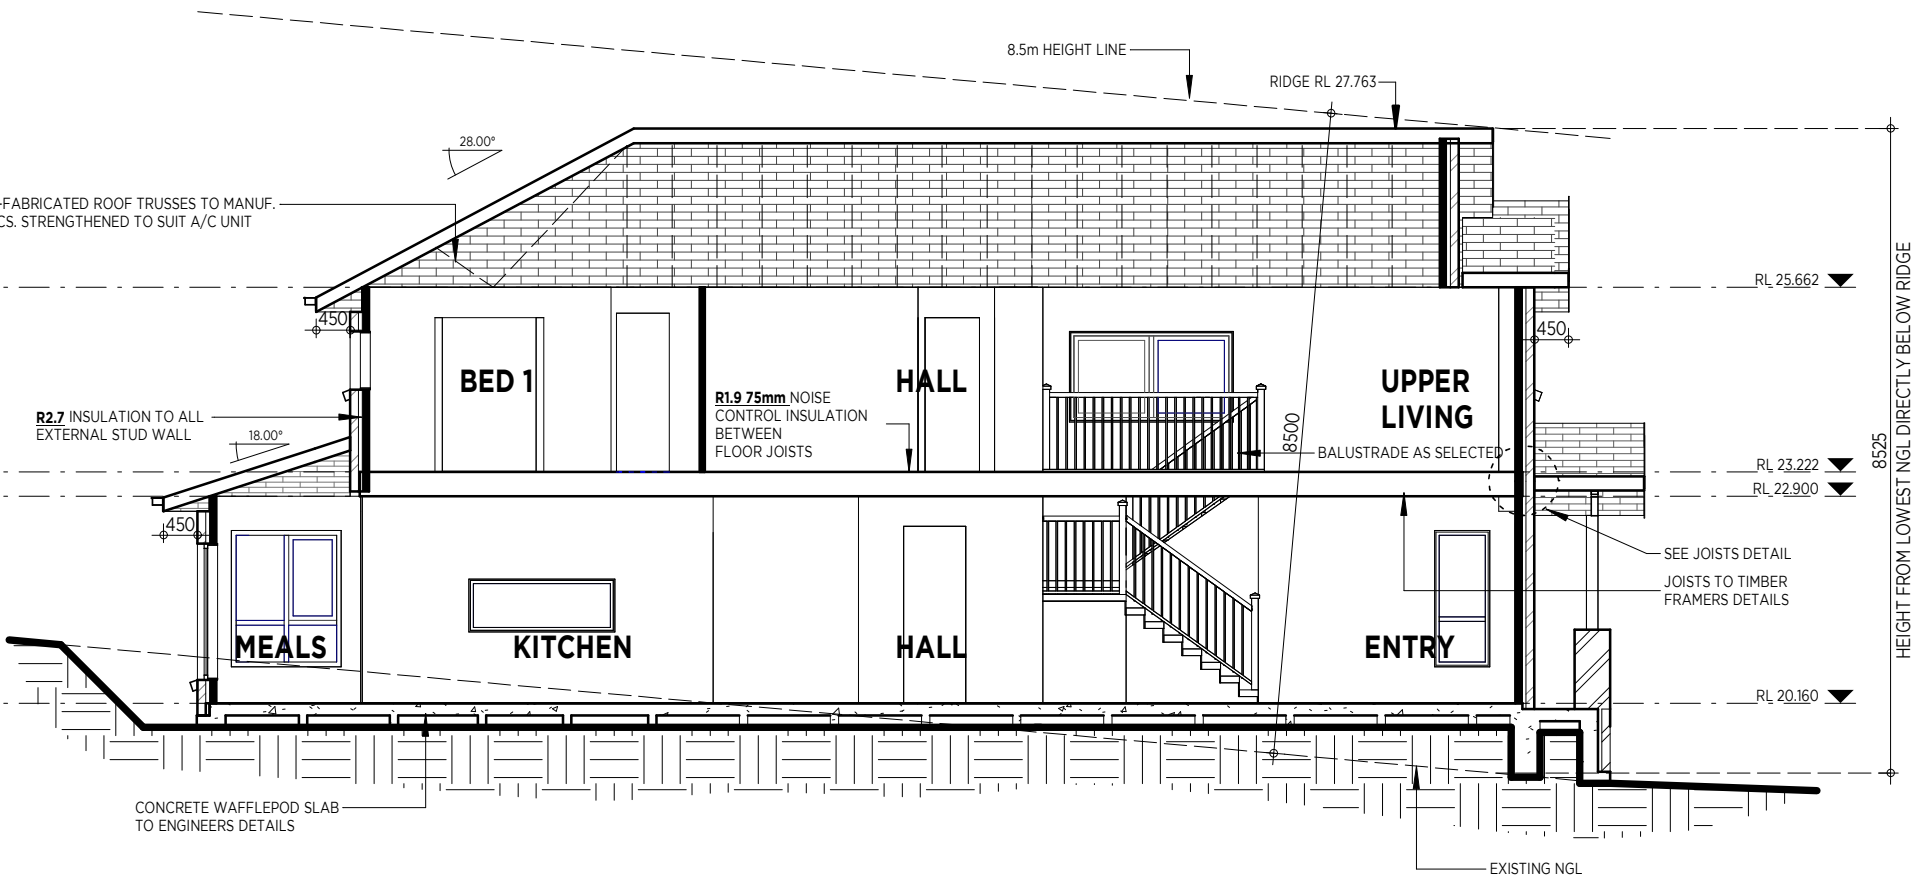 8.5m HEIGHT LINE
RIDGE RL 27.763
28.00°
-FABRICATED ROOF TRUSSES TO MANUF.
CS. STRENGTHENED TO SUIT A/C UNIT
RL 25.662
450
450
BED 1
HALL
UPPER
LIVING
R1.9 75mm NOISE
CONTROL INSULATION
BETWEEN
FLOOR JOISTS
R2.7 INSULATION TO ALL
EXTERNAL STUD WALL
18.00°
8500
BALUSTRADE AS SELECTED
8525
HEIGHT FROM LOWEST NGL DIRECTLY BELOW RIDGE
RL 23.222
RL 22.900
450
SEE JOISTS DETAIL
JOISTS TO TIMBER
FRAMERS DETAILS
MEALS
KITCHEN
HALL
ENTRY
RL 20.160
CONCRETE WAFFLEPOD SLAB
TO ENGINEERS DETAILS
EXISTING NGL